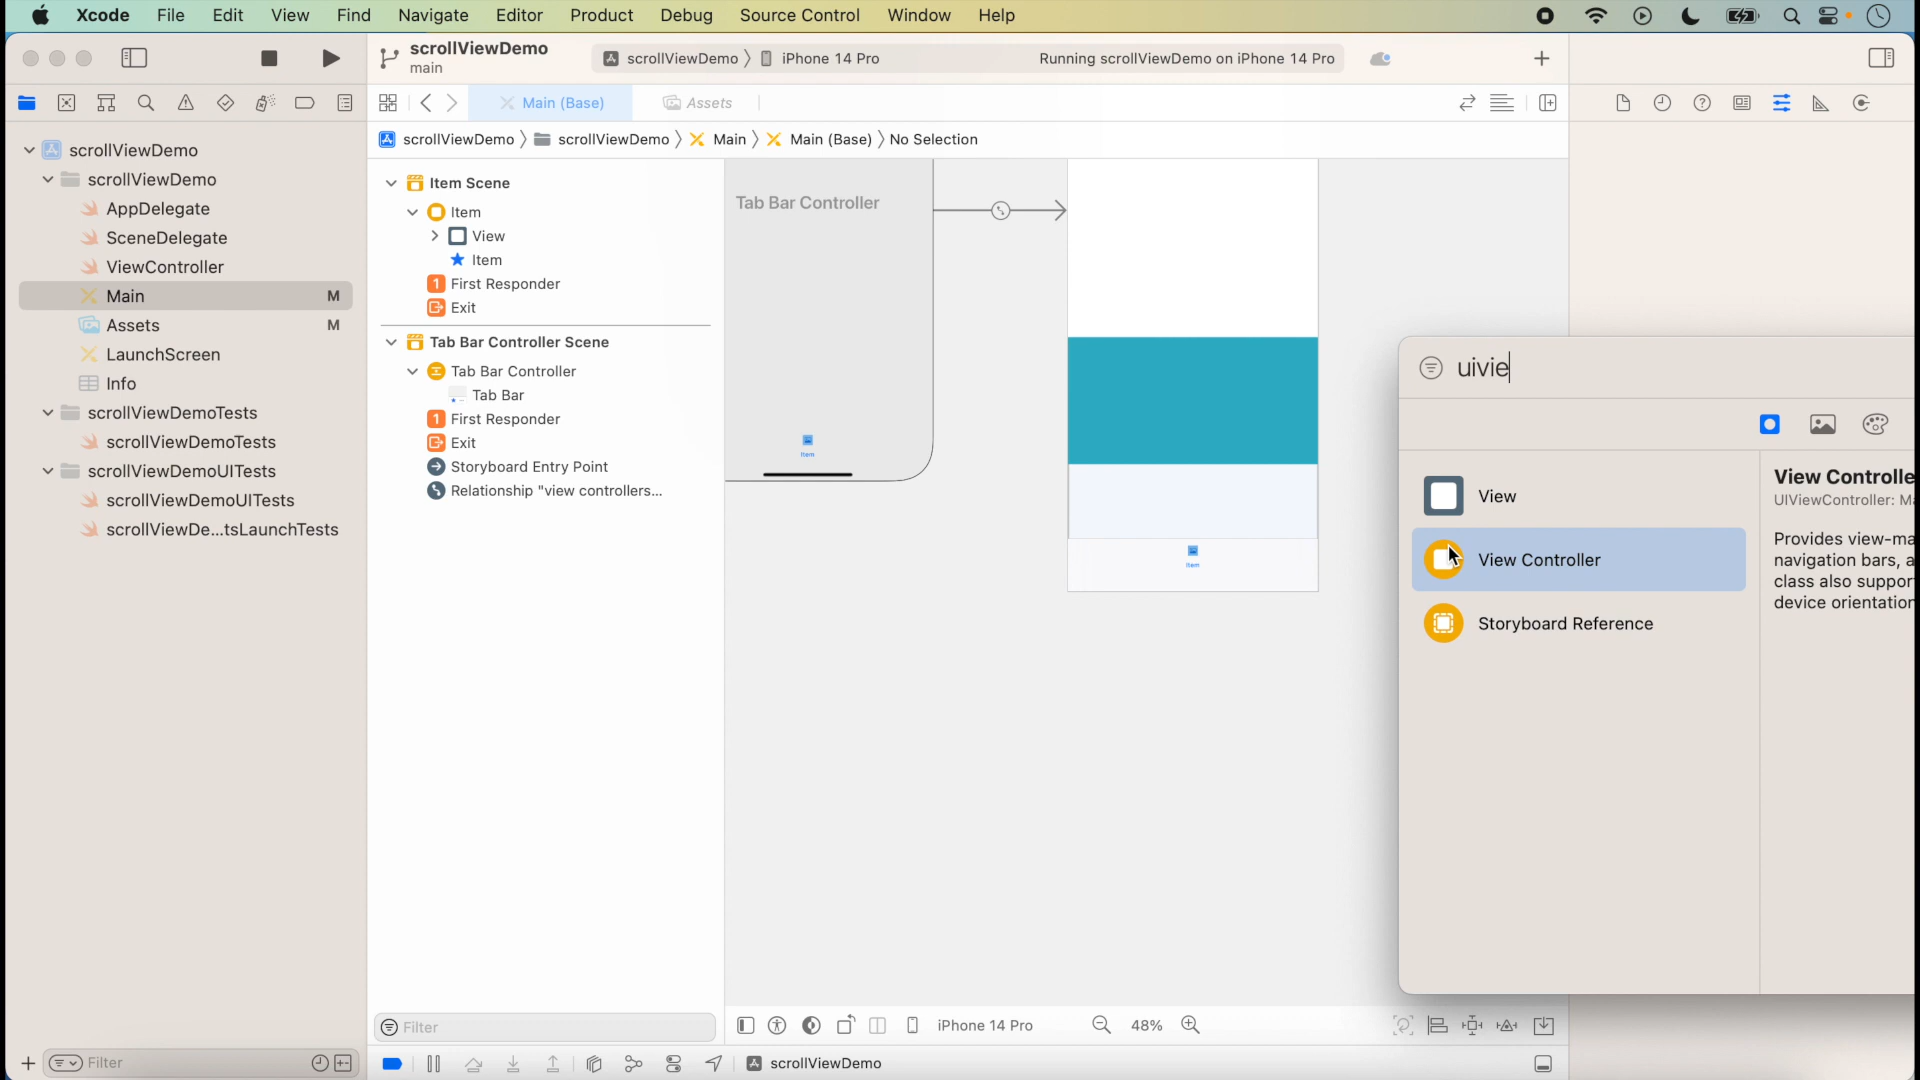 Xcode File Edit View Find Navigate Editor Product Debug Source Control Window Help
scrollViewDemo
main
scrollViewDemo iPhone 14 Pro
Running scrollViewDemo on iPhone 14 Pro
Main (Base)
Assets
scrollViewDemo scrollViewDemo Main Main (Base) No Selection
scrollViewDemo
scrollViewDemo
AppDelegate
SceneDelegate
ViewController
Main M
Assets M
LaunchScreen
Info
scrollViewDemoTests
scrollViewDemoTests
scrollViewDemoUITests
scrollViewDemoUITests
scrollViewDe...tsLaunchTests
Filter
Item Scene
Item
View
Item
1 First Responder
Exit
Tab Bar Controller Scene
Tab Bar Controller
Tab Bar
1 First Responder
Exit
Storyboard Entry Point
Relationship "view controllers...
Filter
Tab Bar Controller
Item
Item
uivie
View
View Controller
Storyboard Reference
View Controlle
UIViewController: M
Provides view-ma
navigation bars, a
class also suppor
device orientation
iPhone 14 Pro
48%
scrollViewDemo